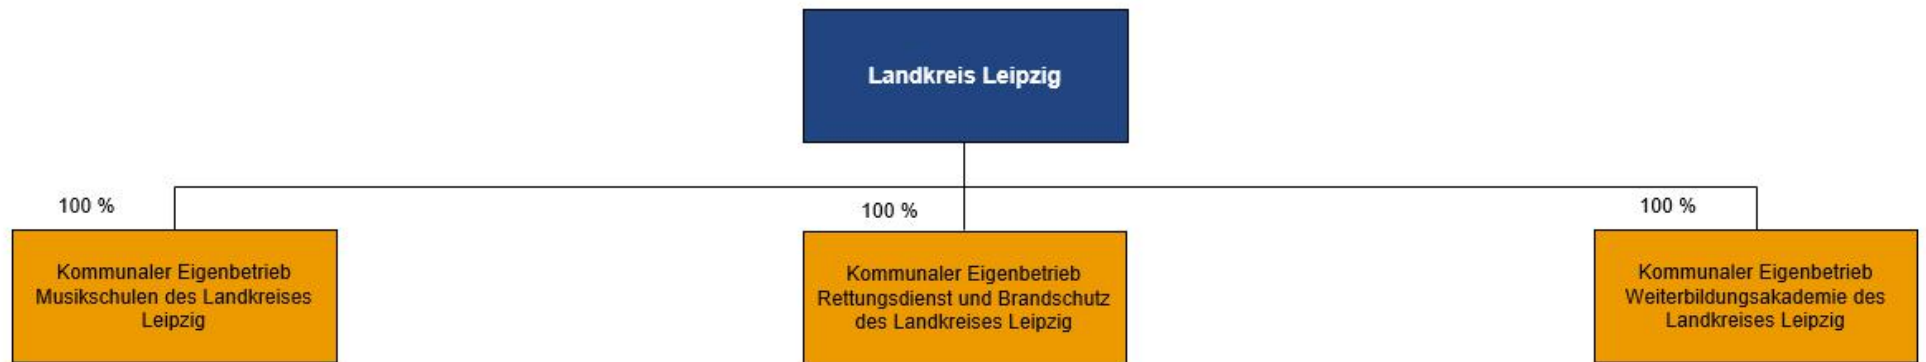 Landkreis Leipzig
100 %
100 %
100 %
Kommunaler Eigenbetrieb
Musikschulen des Landkreises
Leipzig
Kommunaler Eigenbetrieb
Rettungsdienst und Brandschutz
des Landkreises Leipzig
Kommunaler Eigenbetrieb
Weiterbildungsakademie des
Landkreises Leipzig